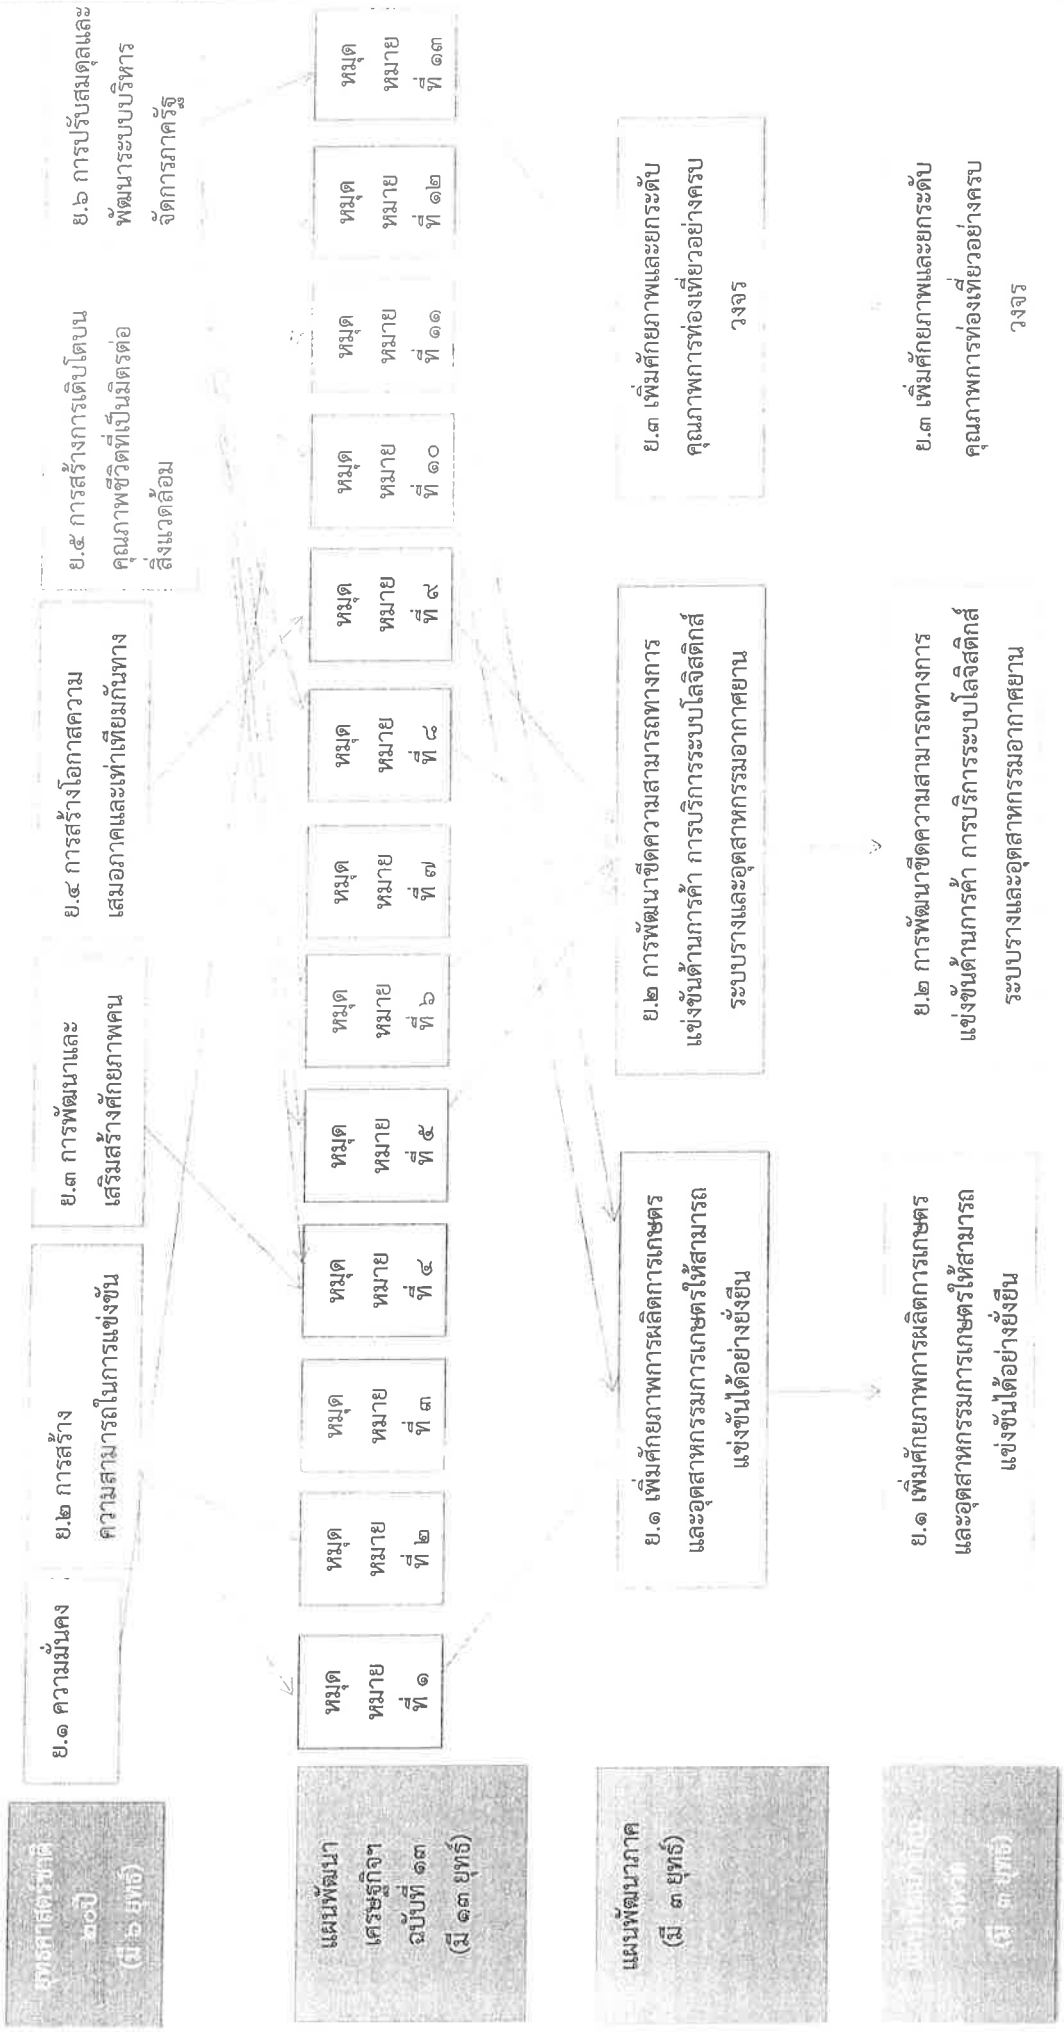 ยุทธศาสตรชาติ
๒๐ปี
(มี ๖ ยุทธ์)
ย.๑ ความมั่นคง
ย.๒ การสร้าง
ความสามารถในการแข่งขัน
ย.๓ การพัฒนาและ
เสริมสร้างศักยภาพคน
ย.๔ การสร้างโอกาสความ
เสมอภาคและเท่าเทียมกันทาง
ย.๕ การสร้างการเติบโตบน
คุณภาพชีวิตที่เป็นมิตรต่อ
สิ่งแวดล้อม
ย.๖ การปรับสมดุลและ
พัฒนาระบบบริหาร
จัดการภาครัฐ
แผนพัฒนา
เศรษฐกิจฯ
ฉบับที่ ๑๓
(มี ๑๓ ยุทธ์)
หมุด
หมาย
ที่ ๑
หมุด
หมาย
ที่ ๒
หมุด
หมาย
ที่ ๓
หมุด
หมาย
ที่ ๔
หมุด
หมาย
ที่ ๕
หมุด
หมาย
ที่ ๖
หมุด
หมาย
ที่ ๗
หมุด
หมาย
ที่ ๘
หมุด
หมาย
ที่ ๙
หมุด
หมาย
ที่ ๑๐
หมุด
หมาย
ที่ ๑๑
หมุด
หมาย
ที่ ๑๒
หมุด
หมาย
ที่ ๑๓
แผนพัฒนาภาค
(มี ๓ ยุทธ์)
ย.๑ เพิ่มศักยภาพการผลิตการเกษตร
และอุตสาหกรรมการเกษตรให้สามารถ
แข่งขันได้อย่างยั่งยืน
ย.๒ การพัฒนาขีดความสามารถทางการ
แข่งขันด้านการค้า การบริการระบบโลจิสติกส์
ระบบรางและอุตสาหกรรมอากาศยาน
ย.๓ เพิ่มศักยภาพและยกระดับ
คุณภาพการท่องเที่ยวอย่างครบ
วงจร
จังหวัด
(มี ๓ ยุทธ์)
ย.๑ เพิ่มศักยภาพการผลิตการเกษตร
และอุตสาหกรรมการเกษตรให้สามารถ
แข่งขันได้อย่างยั่งยืน
ย.๒ การพัฒนาขีดความสามารถทางการ
แข่งขันด้านการค้า การบริการระบบโลจิสติกส์
ระบบรางและอุตสาหกรรมอากาศยาน
ย.๓ เพิ่มศักยภาพและยกระดับ
คุณภาพการท่องเที่ยวอย่างครบ
วงจร